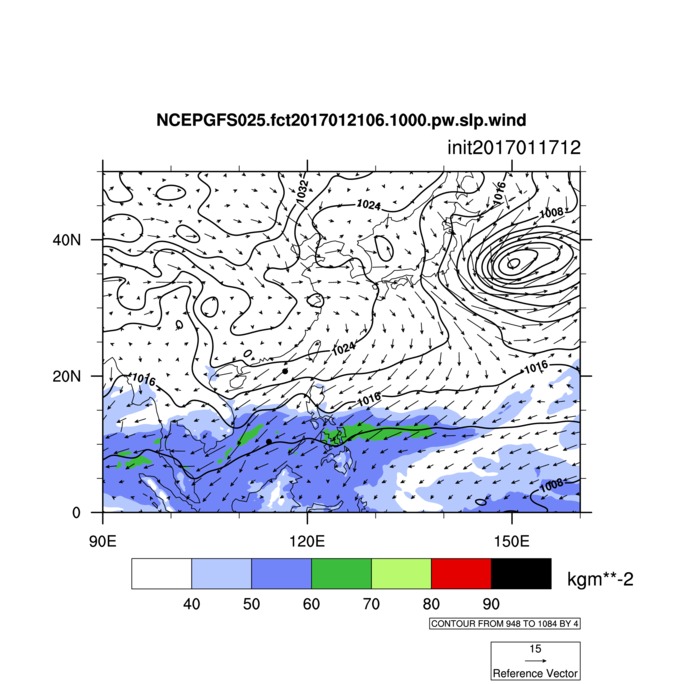 NCEPGFS025.fct2017012106.1000.pw.slp.wind
init2017011712
1032
1024
1016
1008
40N
1024
20N
1016
1016
1016
1008
0
90E 120E 150E
40 50 60 70 80 90
kgm**-2
CONTOUR FROM 948 TO 1084 BY 4
15
Reference Vector